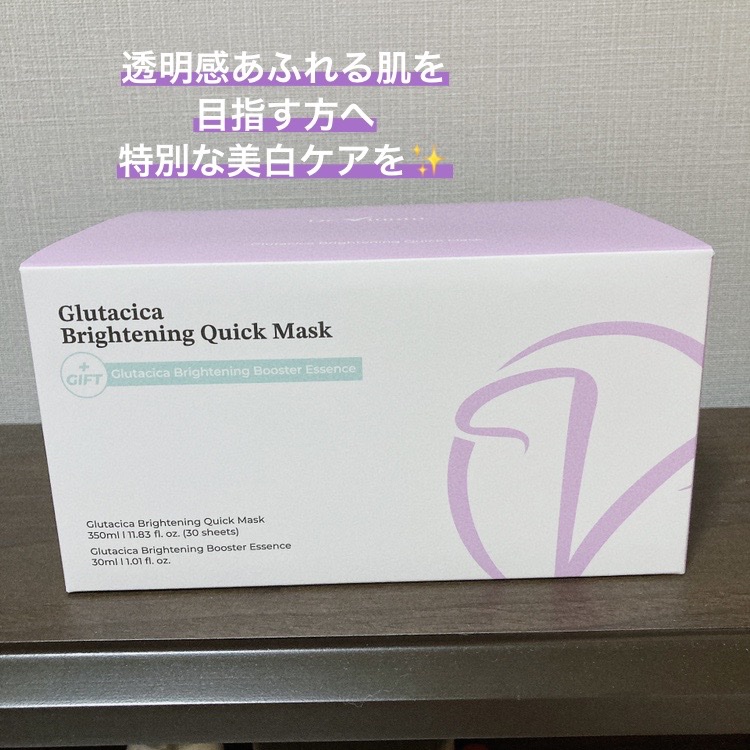 透明感あふれる肌を
目指す方へ
特別な美白ケアを✨
Glutacica
Brightening Quick Mask
+
GIFT
Glutacica Brightening Booster Essence
Glutacica Brightening Quick Mask
350ml | 11.83 fl. oz. (30 sheets)
Glutacica Brightening Booster Essence
30ml | 1.01 fl. oz.